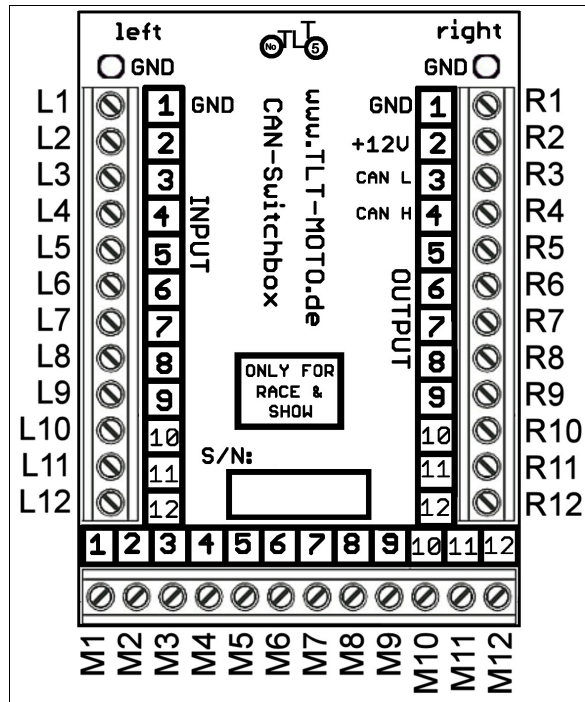 left
right
No TLT 5
GND
GND
L1 1 GND
L2 2
L3 3
L4 4
L5 5
L6 6
L7 7
L8 8
L9 9
L10 10
L11 11
L12 12
INPUT
CAN-Switchbox
www.TLT-MOTO.de
GND 1 R1
+12V 2 R2
CAN L 3 R3
CAN H 4 R4
5 R5
6 R6
7 R7
8 R8
9 R9
10 R10
11 R11
12 R12
OUTPUT
ONLY FOR
RACE &
SHOW
S/N:
1 2 3 4 5 6 7 8 9 10 11 12
M1 M2 M3 M4 M5 M6 M7 M8 M9 M10 M11 M12